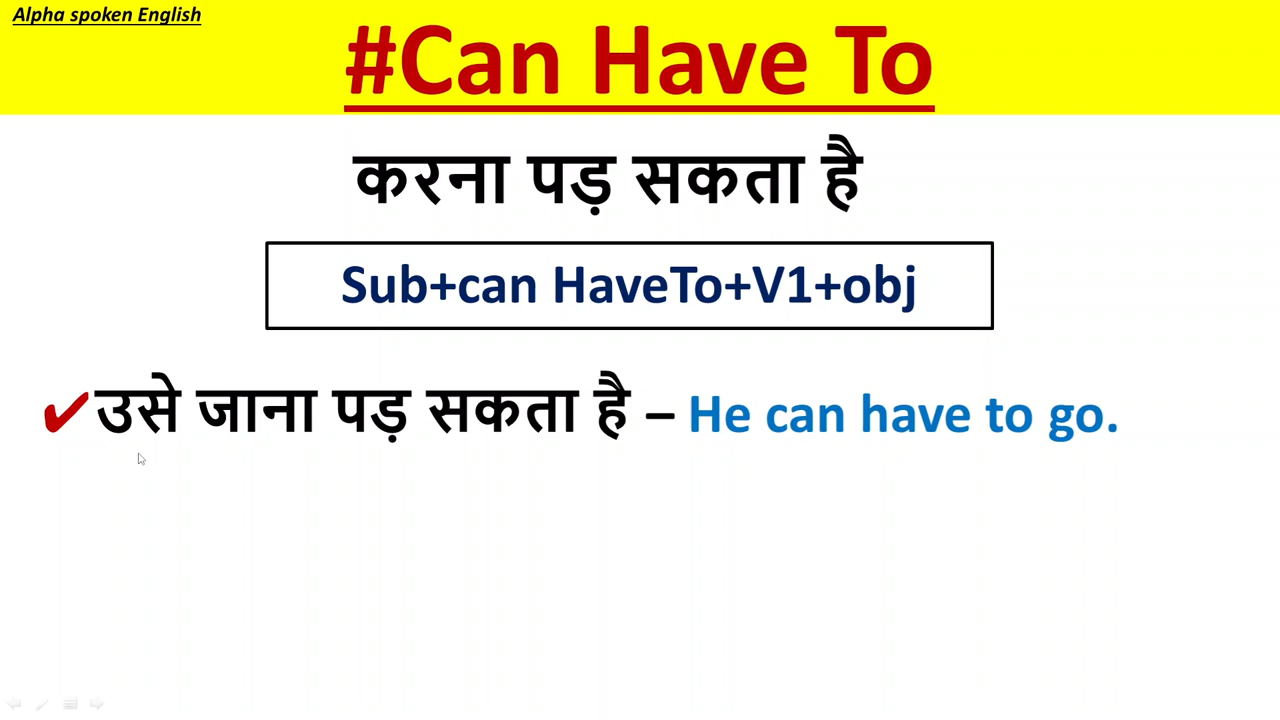 Alpha spoken English
#Can Have To
करना पड़ सकता है
Sub+can HaveTo+V1+obj
✔उसे जाना पड़ सकता है – He can have to go.